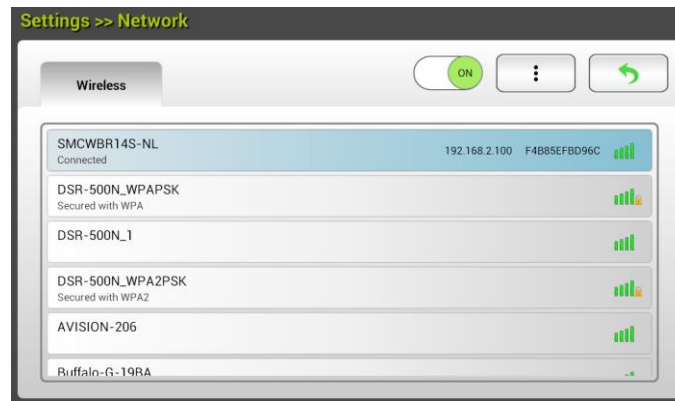 Settings >> Network
Wireless
ON
SMCWBR14S-NL
Connected
192.168.2.100 F4B85EFBD96C
DSR-500N_WPAPSK
Secured with WPA
DSR-500N_1
DSR-500N_WPA2PSK
Secured with WPA2
AVISION-206
Buffalo-G-19BA